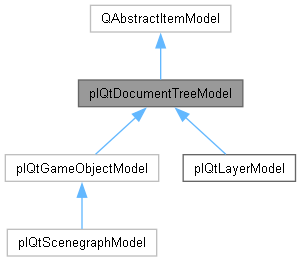 QAbstractItemModel
plQtDocumentTreeModel
plQtGameObjectModel
plQtLayerModel
plQtScenegraphModel